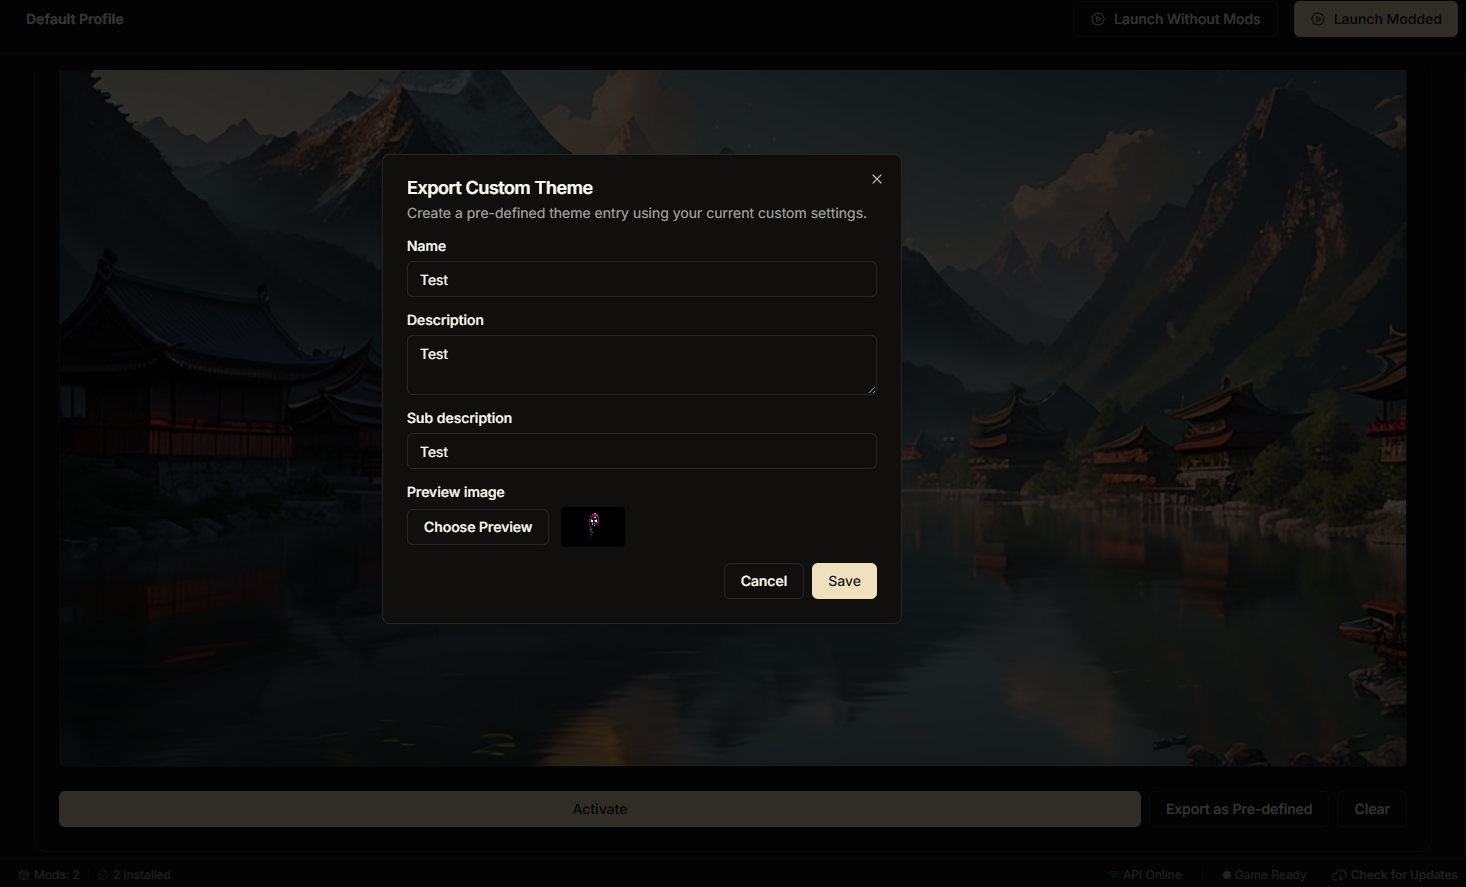 Default Profile
Launch Without Mods
Launch Modded
Export Custom Theme
Create a pre-defined theme entry using your current custom settings.
Name
Test
Description
Test
Sub description
Test
Preview image
Choose Preview
Cancel
Save
Activate
Export as Pre-defined
Clear
Mods: 2
2 installed
API Online
Game Ready
Check for Updates